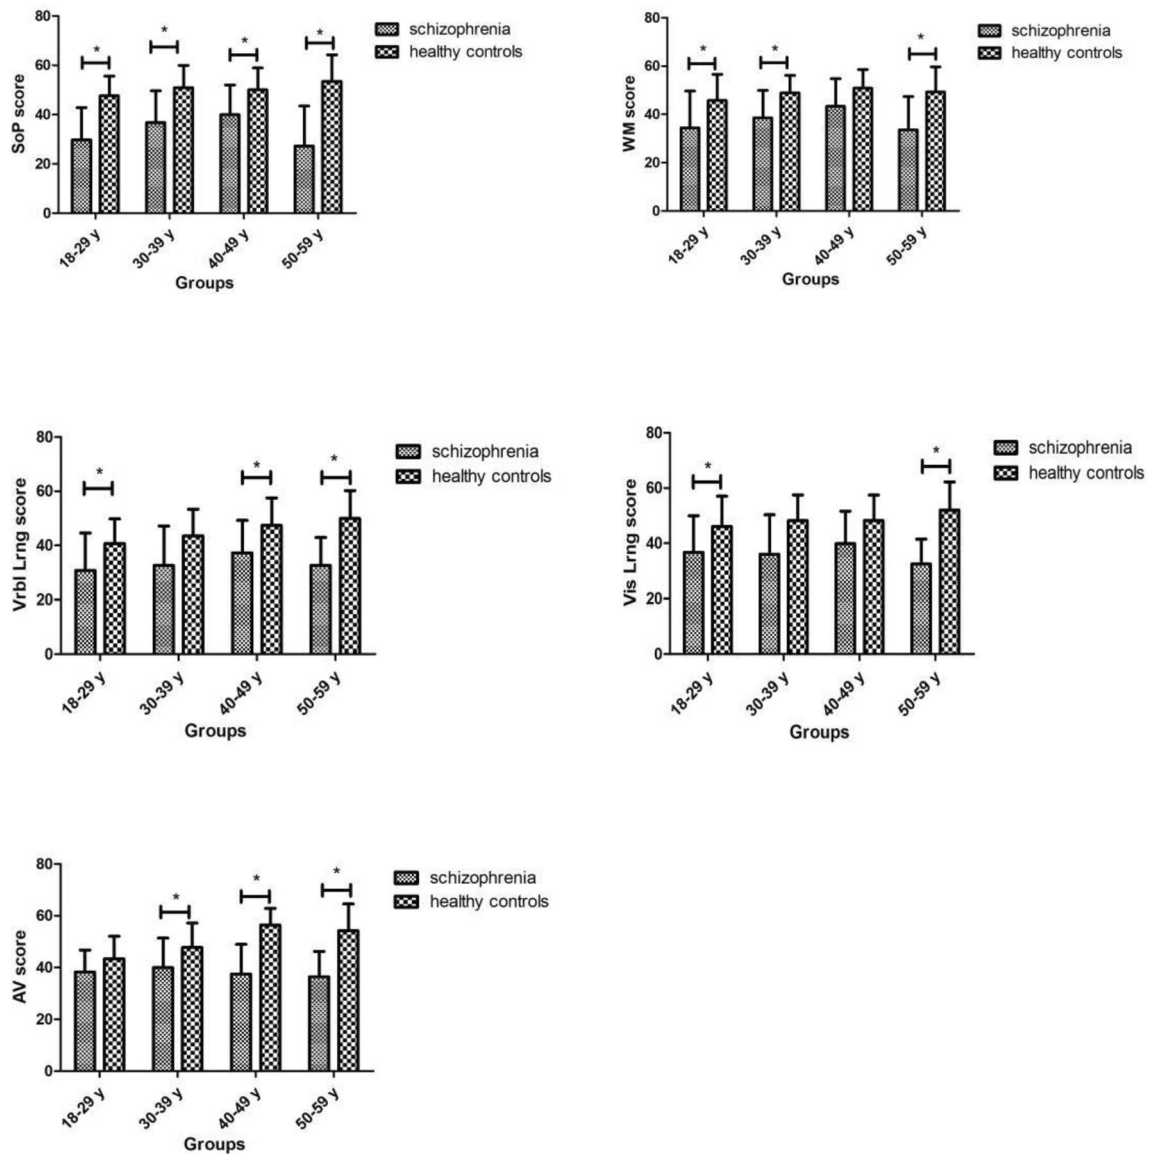 80
60
40
20
0
SoP score
*
*
*
*
18-29 y
30-39 y
40-49 y
50-59 y
Groups
schizophrenia
healthy controls
80
60
40
20
0
WM score
*
*
*
18-29 y
30-39 y
40-49 y
50-59 y
Groups
schizophrenia
healthy controls
80
60
40
20
0
Vrbl Lrng score
*
*
*
18-29 y
30-39 y
40-49 y
50-59 y
Groups
schizophrenia
healthy controls
80
60
40
20
0
Vis Lrng score
*
*
18-29 y
30-39 y
40-49 y
50-59 y
Groups
schizophrenia
healthy controls
80
60
40
20
0
AV score
*
*
*
18-29 y
30-39 y
40-49 y
50-59 y
Groups
schizophrenia
healthy controls